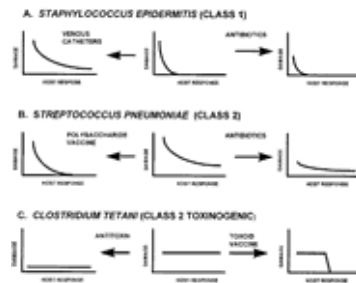 A. STAPHYLOCOCCUS EPIDERMITIS (CLASS 1)
VENOUS CATHETERS
ANTIBIOTICS
DAMAGE
DAMAGE
DAMAGE
HOST RESPONSE
HOST RESPONSE
HOST RESPONSE
B. STREPTOCOCCUS PNEUMONIAE (CLASS 2)
POLYSACCHARIDE VACCINE
ANTIBIOTICS
DAMAGE
DAMAGE
DAMAGE
HOST RESPONSE
HOST RESPONSE
HOST RESPONSE
C. CLOSTRIDIUM TETANI (CLASS 2 TOXINOGENIC)
ANTITOXIN
TOXOID VACCINE
DAMAGE
DAMAGE
DAMAGE
HOST RESPONSE
HOST RESPONSE
HOST RESPONSE